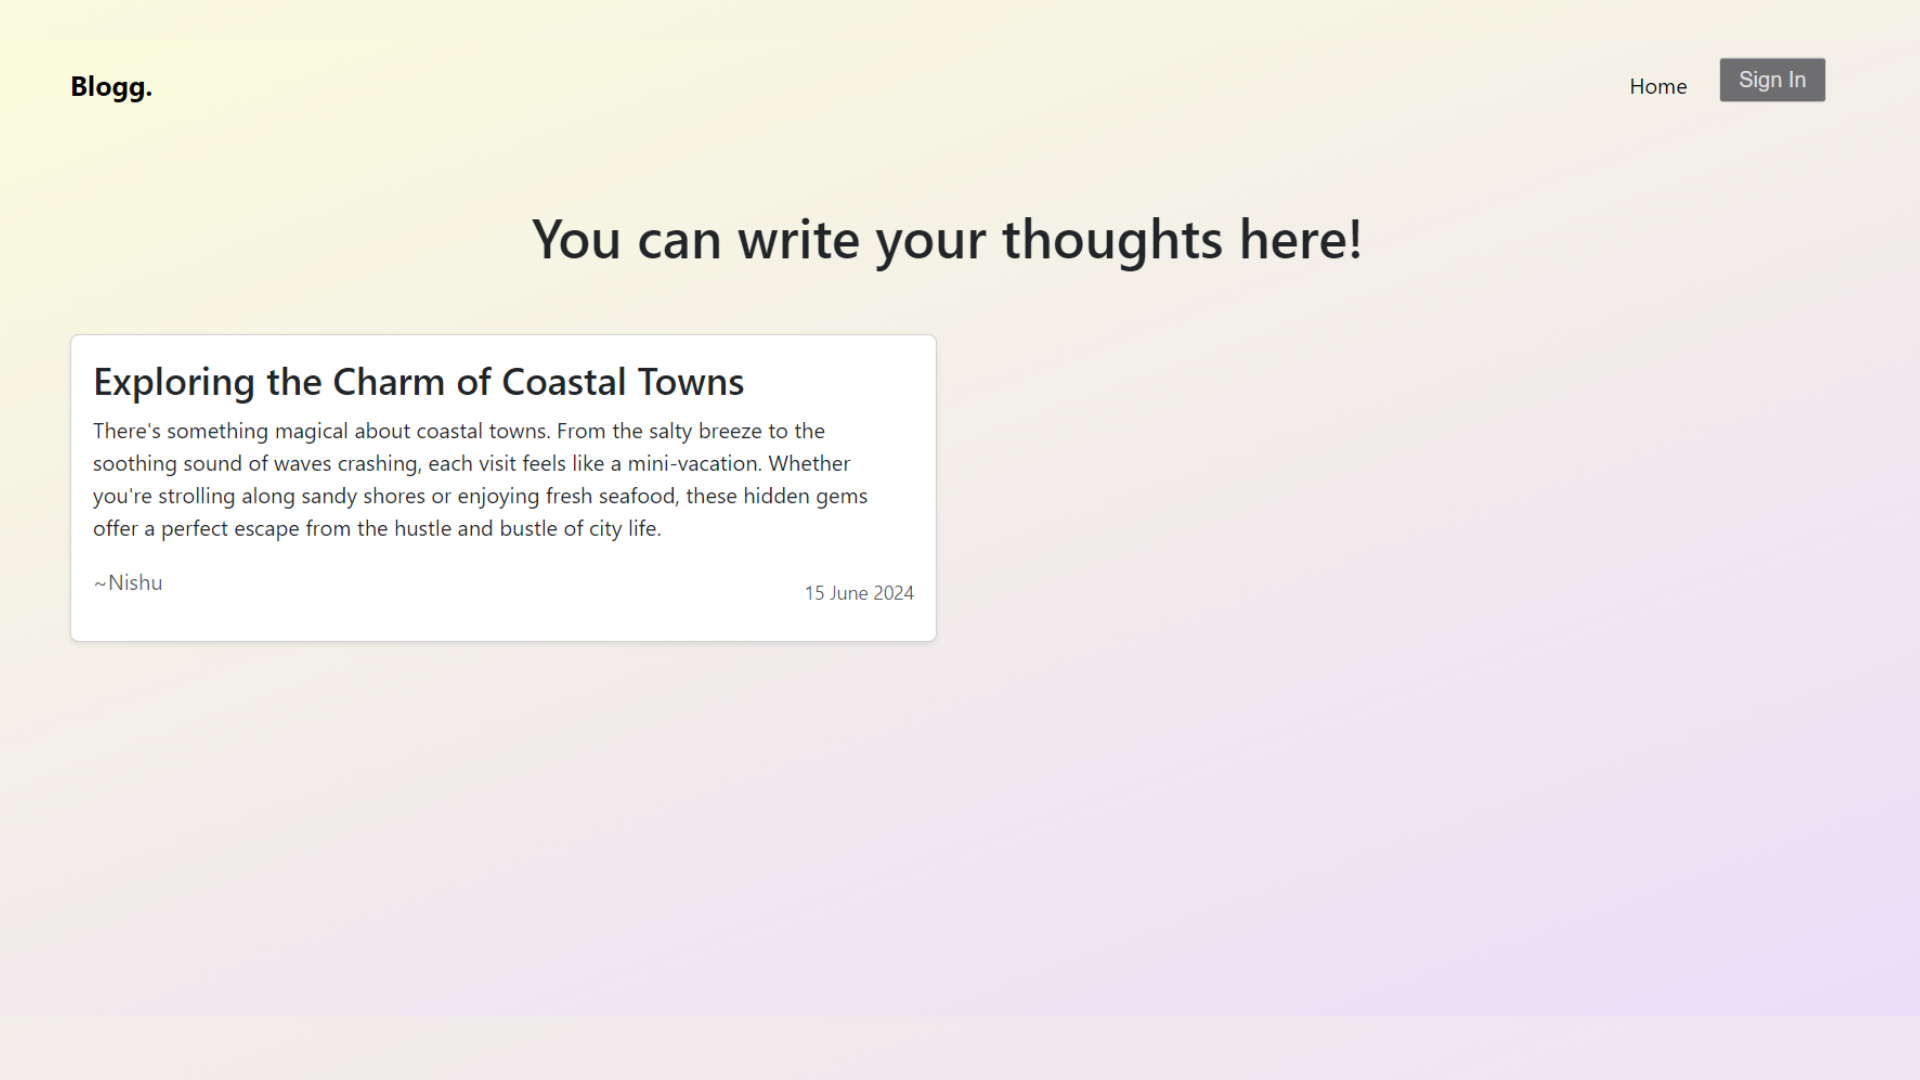 Blogg.
Home
Sign In
You can write your thoughts here!
Exploring the Charm of Coastal Towns
There's something magical about coastal towns. From the salty breeze to the
soothing sound of waves crashing, each visit feels like a mini-vacation. Whether
you're strolling along sandy shores or enjoying fresh seafood, these hidden gems
offer a perfect escape from the hustle and bustle of city life.
~Nishu
15 June 2024